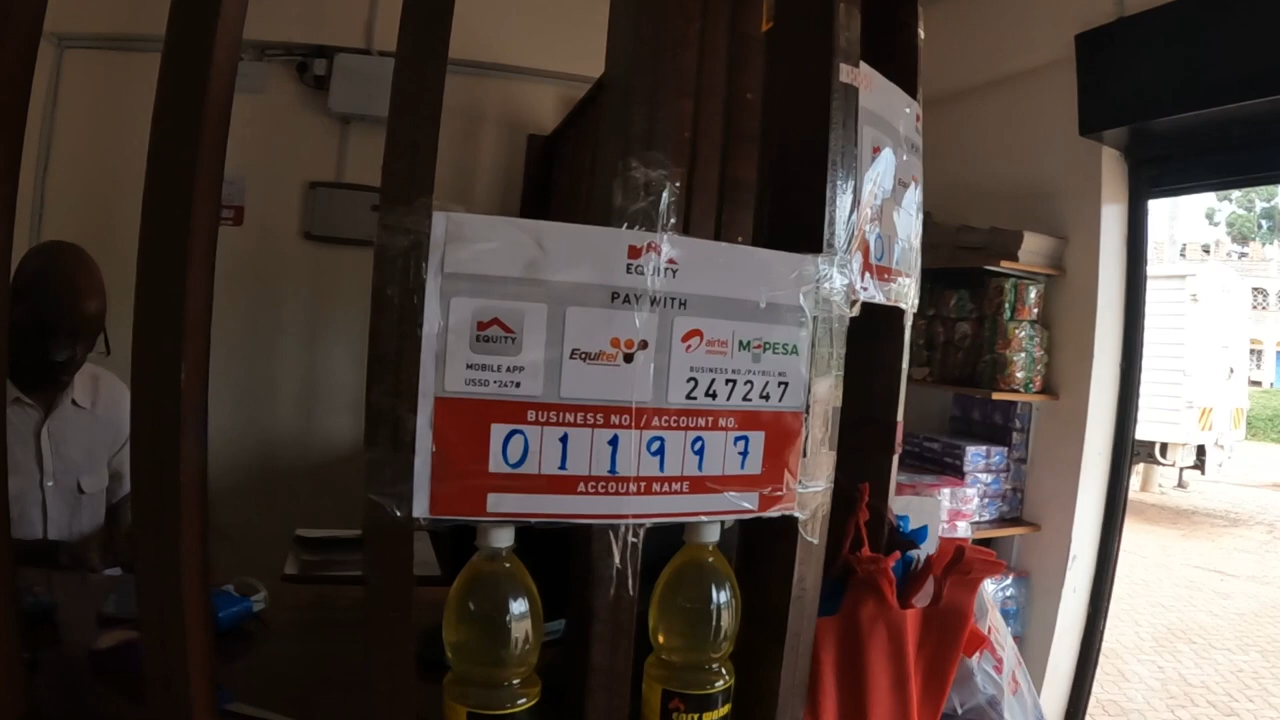 EQUITY
PAY WITH
EQUITY
MOBILE APP
USSD *247#
Equitel
airtel money
M-PESA
BUSINESS NO./PAYBILL NO.
247247
BUSINESS NO. / ACCOUNT NO.
011997
ACCOUNT NAME